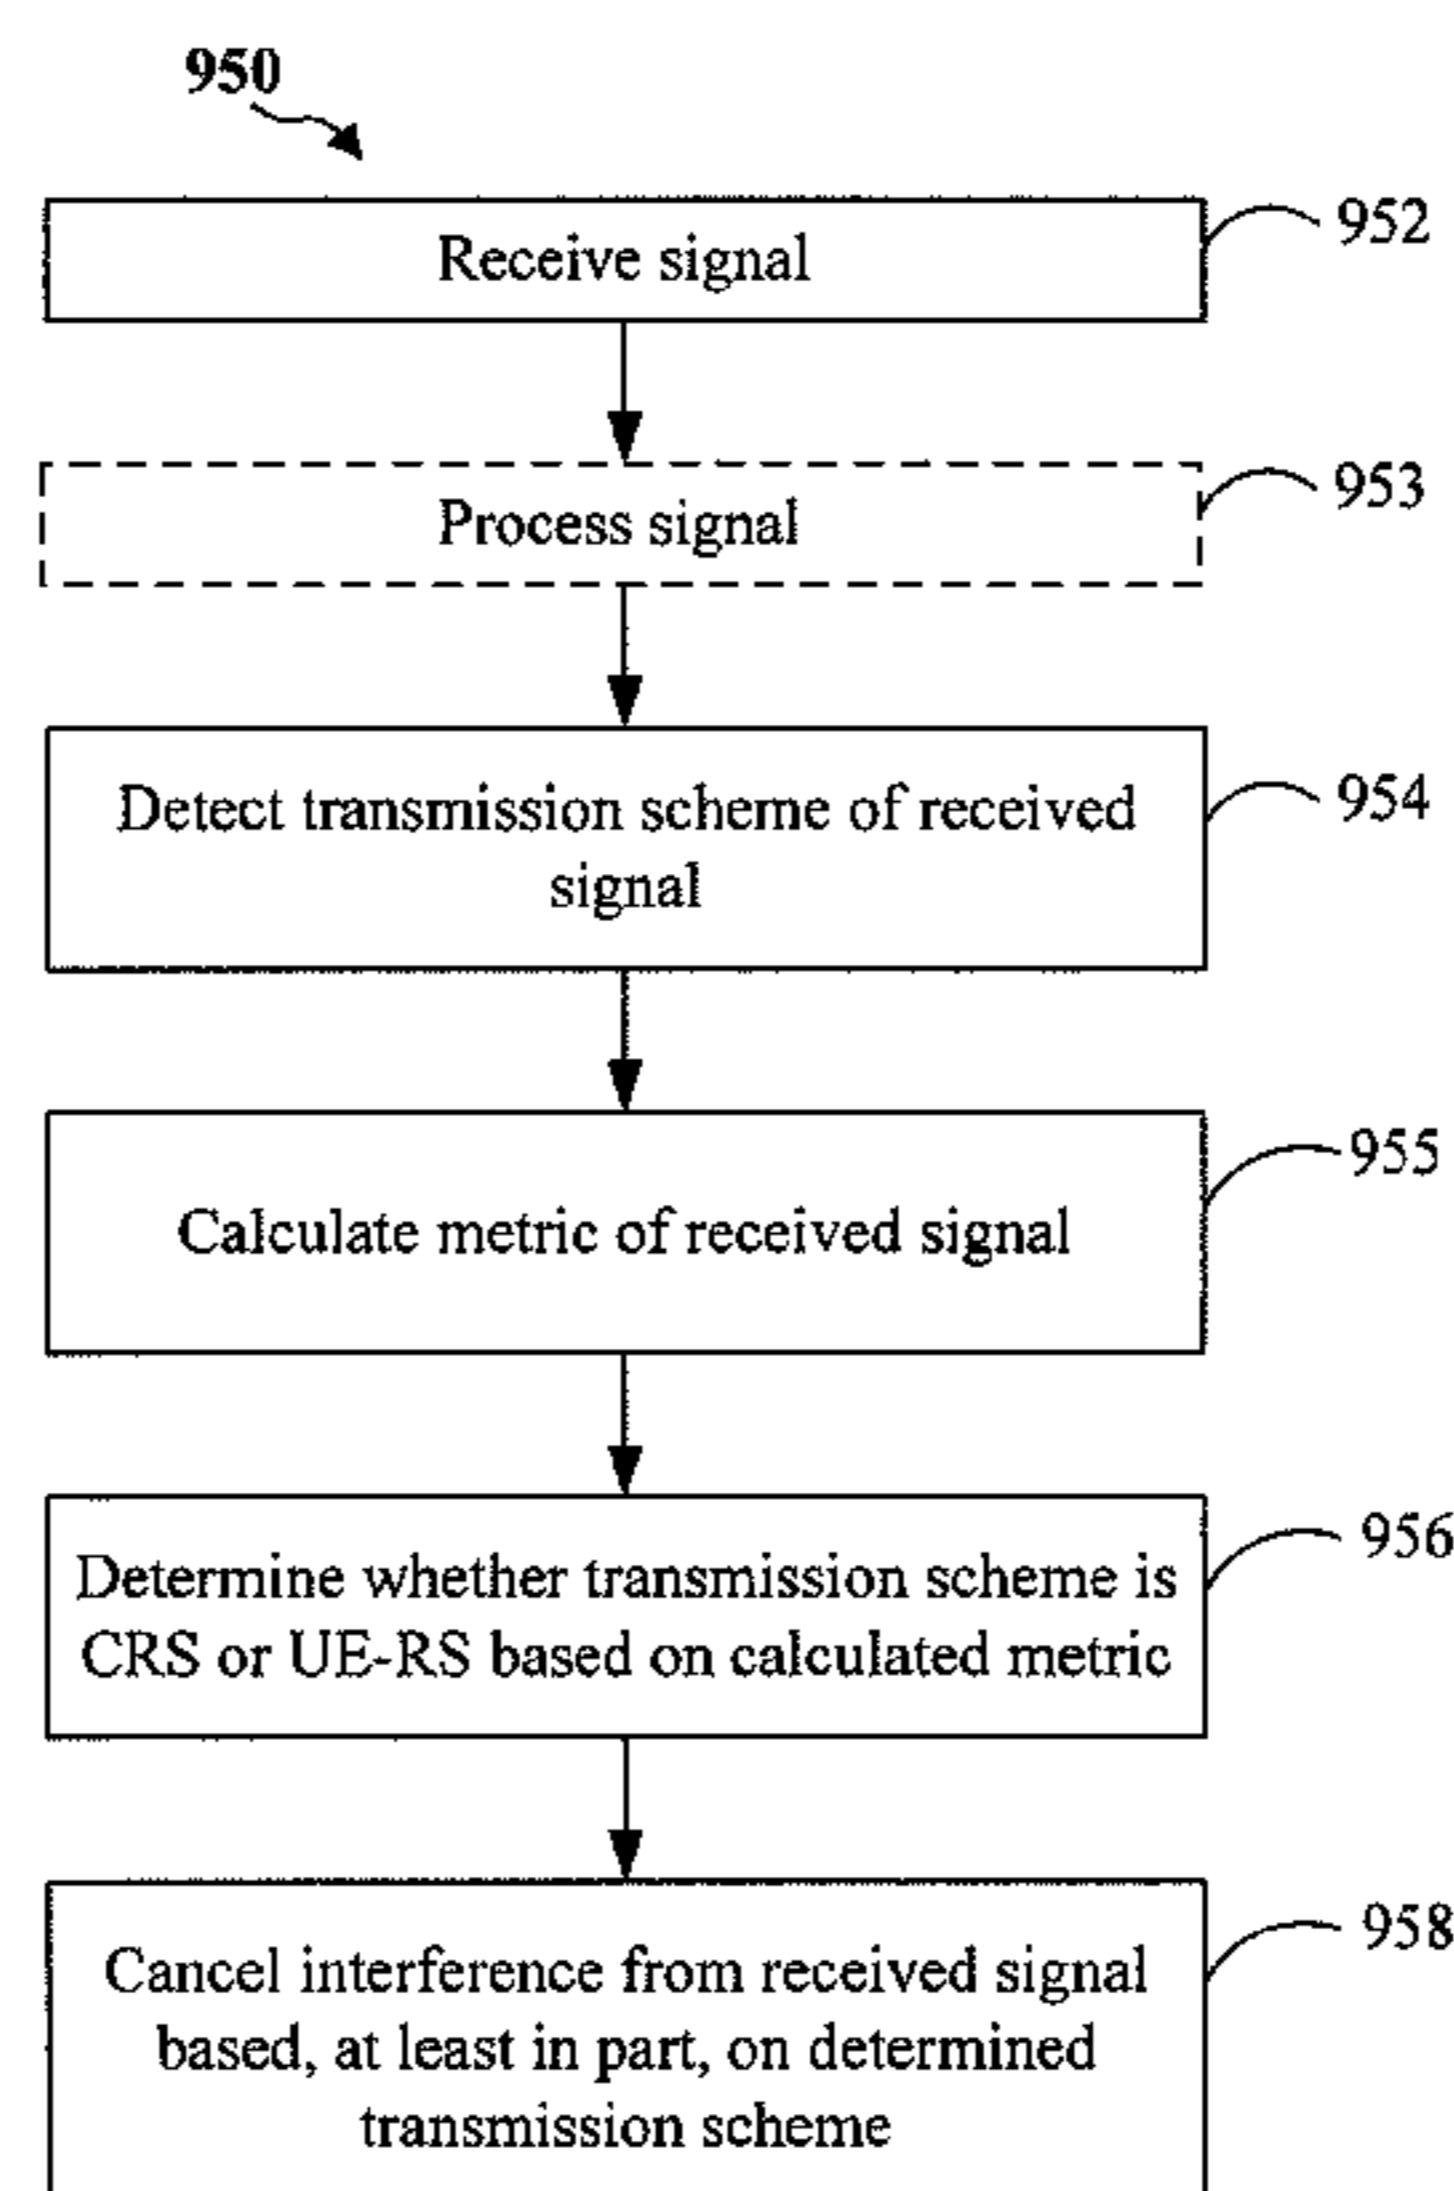 950
Receive signal
952
Process signal
953
Detect transmission scheme of received
signal
954
Calculate metric of received signal
955
Determine whether transmission scheme is
CRS or UE-RS based on calculated metric
956
Cancel interference from received signal
based, at least in part, on determined
transmission scheme
958